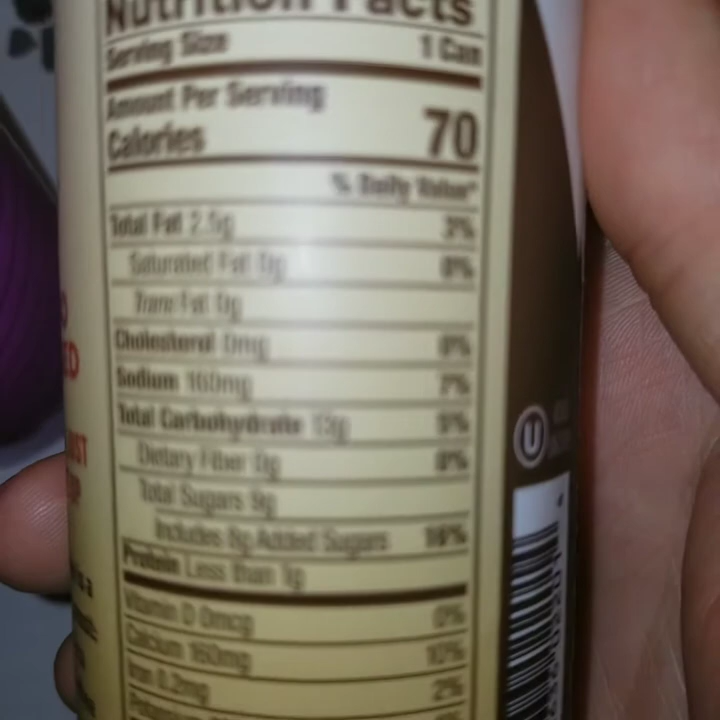 Nutrition Facts
Serving Size 1 Can
Amount Per Serving
Calories 70
% Daily Value*
Total Fat 2.5g 3%
Saturated Fat 0g 0%
Trans Fat 0g
Cholesterol 0mg 0%
Sodium 160mg 7%
Total Carbohydrate 13g 5%
Dietary Fiber 0g 0%
Total Sugars 9g
Includes 8g Added Sugars 16%
Protein Less than 1g
Vitamin D 0mcg 0%
Calcium 160mg 10%
Iron 0.2mg 2%
U